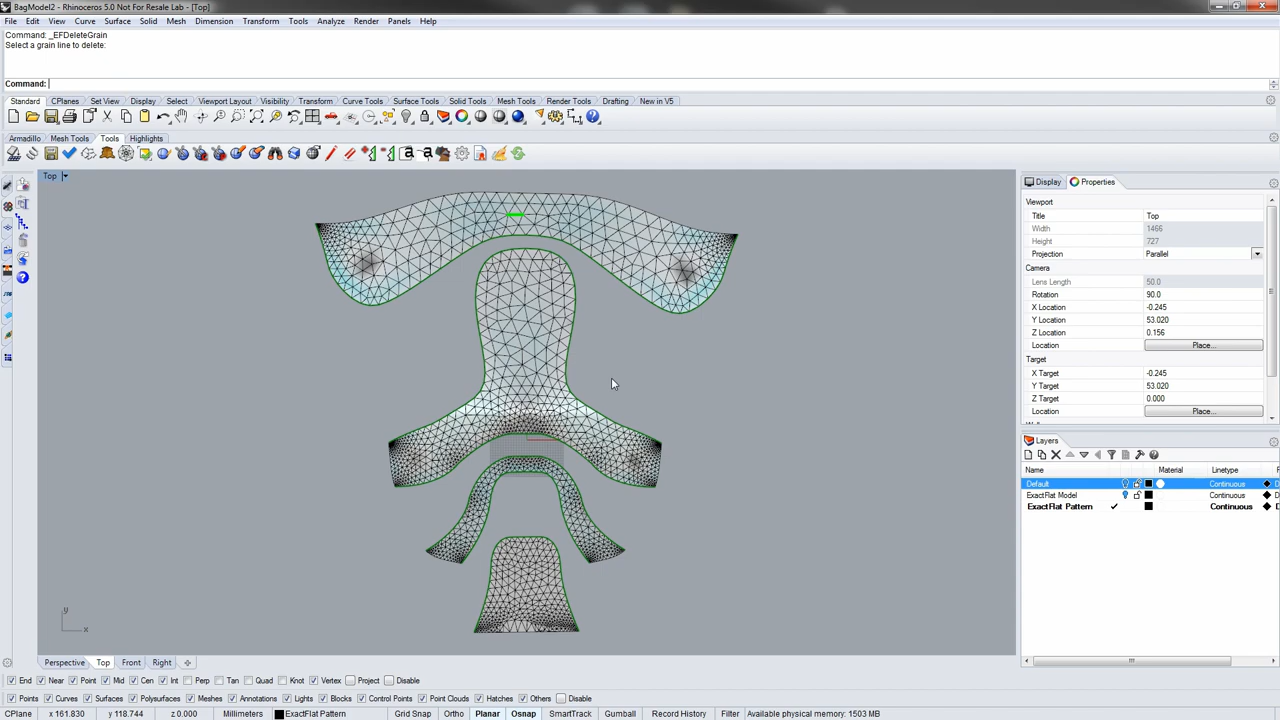 BagModel2 - Rhinoceros 5.0 Not For Resale Lab - [Top]
File Edit View Curve Surface Solid Mesh Dimension Transform Tools Analyze Render Panels Help
Command: _EFDeleteGrain
Select a grain line to delete:
Command:
Standard CPlanes Set View Display Select Viewport Layout Visibility Transform Curve Tools Surface Tools Solid Tools Mesh Tools Render Tools Drafting New in V5
Armadillo Mesh Tools Tools Highlights
Top
Display Properties
Viewport
Title Top
Width 1466
Height 727
Projection Parallel
Camera
Lens Length 50.0
Rotation 90.0
X Location -0.245
Y Location 53.020
Z Location 0.156
Location Place...
Target
X Target -0.245
Y Target 53.020
Z Target 0.000
Location Place...
Layers
Name Material Linetype
Default Continuous
ExactFlat Model Continuous
ExactFlat Pattern Continuous
y
x
Perspective Top Front Right
End Near Point Mid Cen Int Perp Tan Quad Knot Vertex Project Disable
Points Curves Surfaces Polysurfaces Meshes Annotations Lights Blocks Control Points Point Clouds Hatches Others Disable
CPlane x 161.830 y 118.744 z 0.000 Millimeters ExactFlat Pattern Grid Snap Ortho Planar Osnap SmartTrack Gumball Record History Filter Available physical memory: 1503 MB